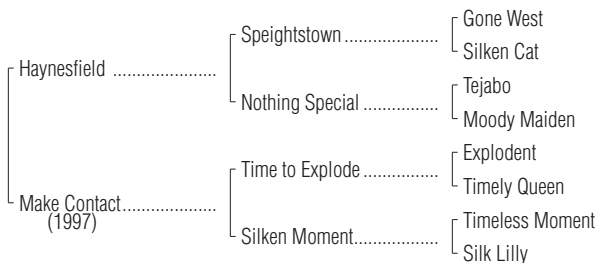 Gone West
Speightstown
Silken Cat
Haynesfield
Tejabo
Nothing Special
Moody Maiden
Explodent
Time to Explode
Timely Queen
Make Contact
(1997)
Timeless Moment
Silken Moment
Silk Lilly